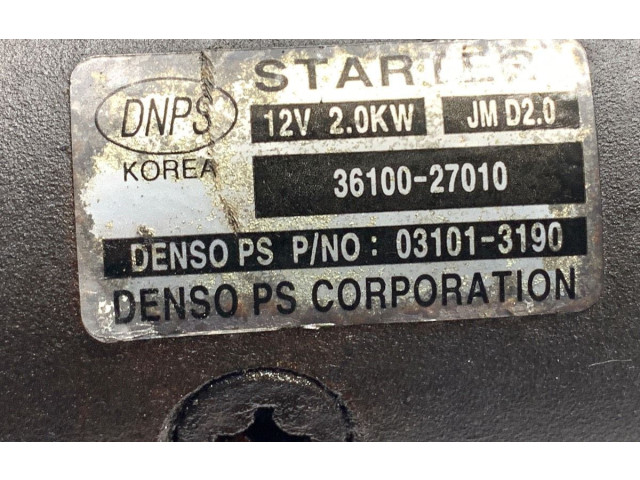 STARTER
DNPS
12V 2.0KW JM D2.0
KOREA
36100-27010
DENSO PS P/NO : 03101-3190
DENSO PS CORPORATION